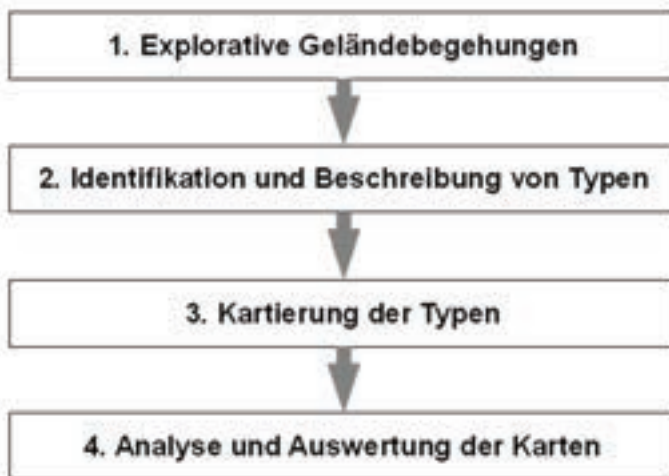 1. Explorative Geländebegehungen
2. Identifikation und Beschreibung von Typen
3. Kartierung der Typen
4. Analyse und Auswertung der Karten